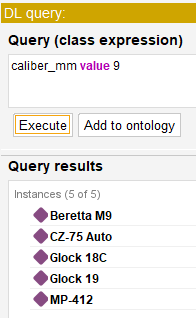 DL query:
Query (class expression)
caliber_mm value 9
Execute Add to ontology
Query results
Instances (5 of 5)
Beretta M9
CZ-75 Auto
Glock 18C
Glock 19
MP-412